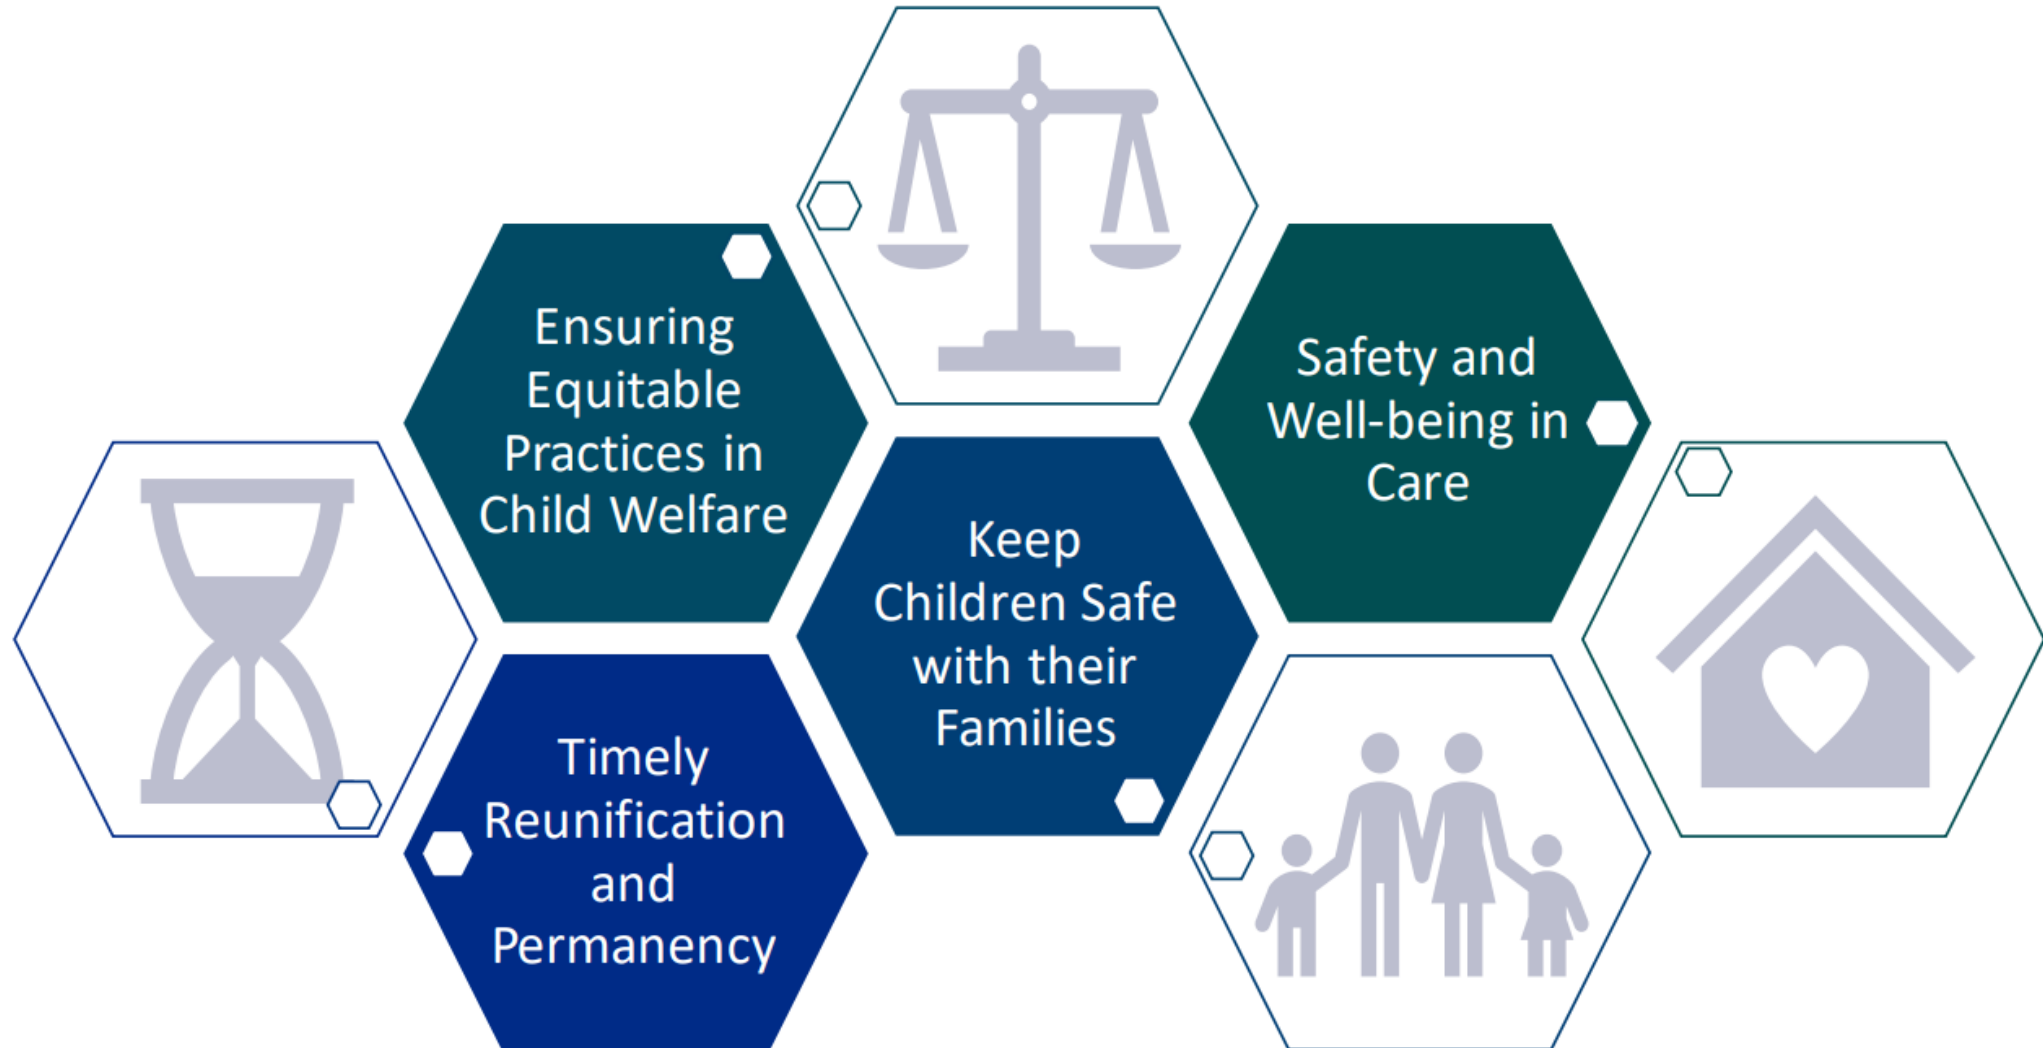 Ensuring
Equitable
Practices in
Child Welfare
Safety and
Well-being in
Care
Keep
Children Safe
with their
Families
Timely
Reunification
and
Permanency